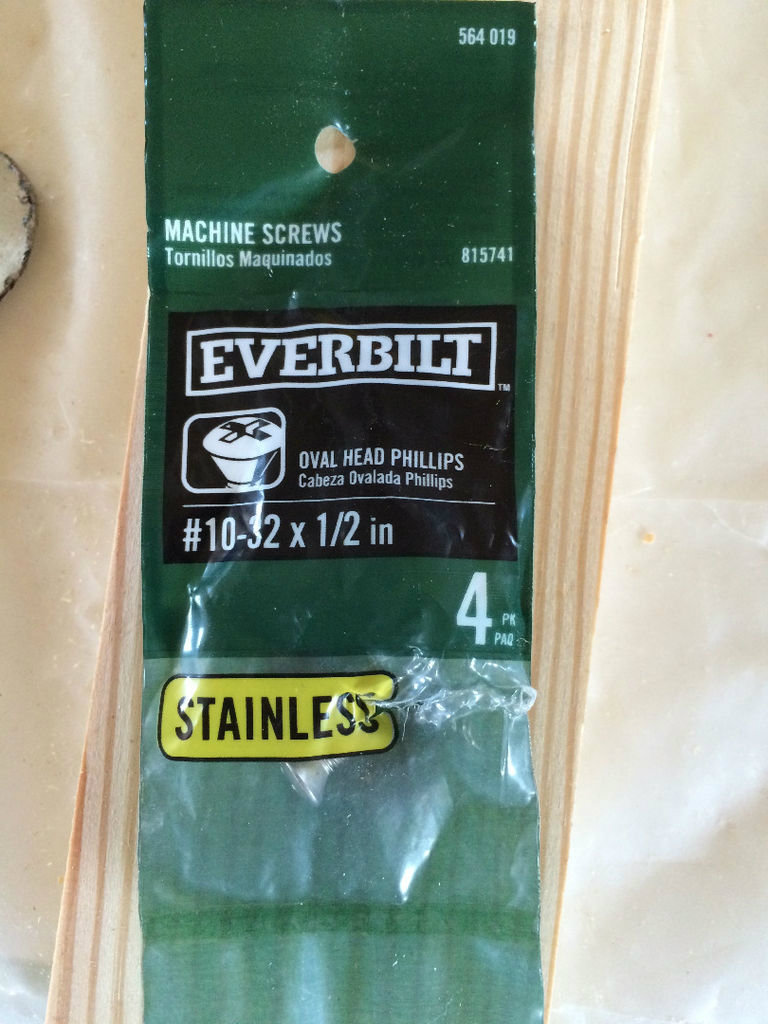 564 019
MACHINE SCREWS
Tornillos Maquinados
815741
EVERBILT TM
OVAL HEAD PHILLIPS
Cabeza Ovalada Phillips
#10-32 x 1/2 in
4 PK
PAQ
STAINLESS